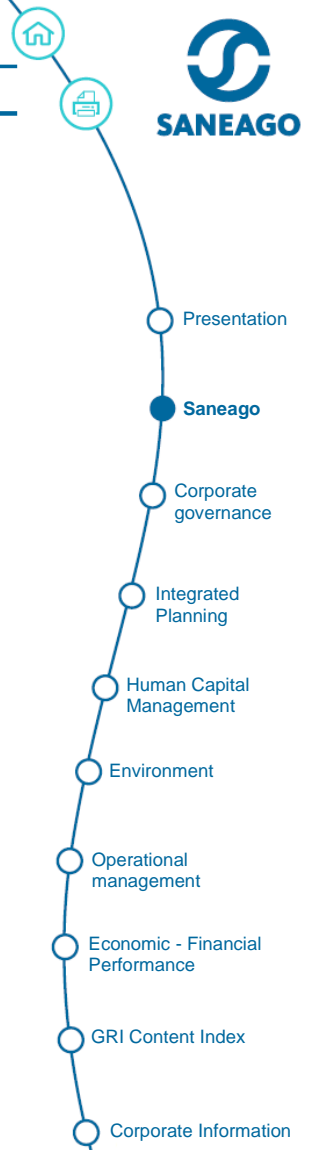 SANEAGO
Presentation
Saneago
Corporate
governance
Integrated
Planning
Human Capital
Management
Environment
Operational
management
Economic - Financial
Performance
GRI Content Index
Corporate Information